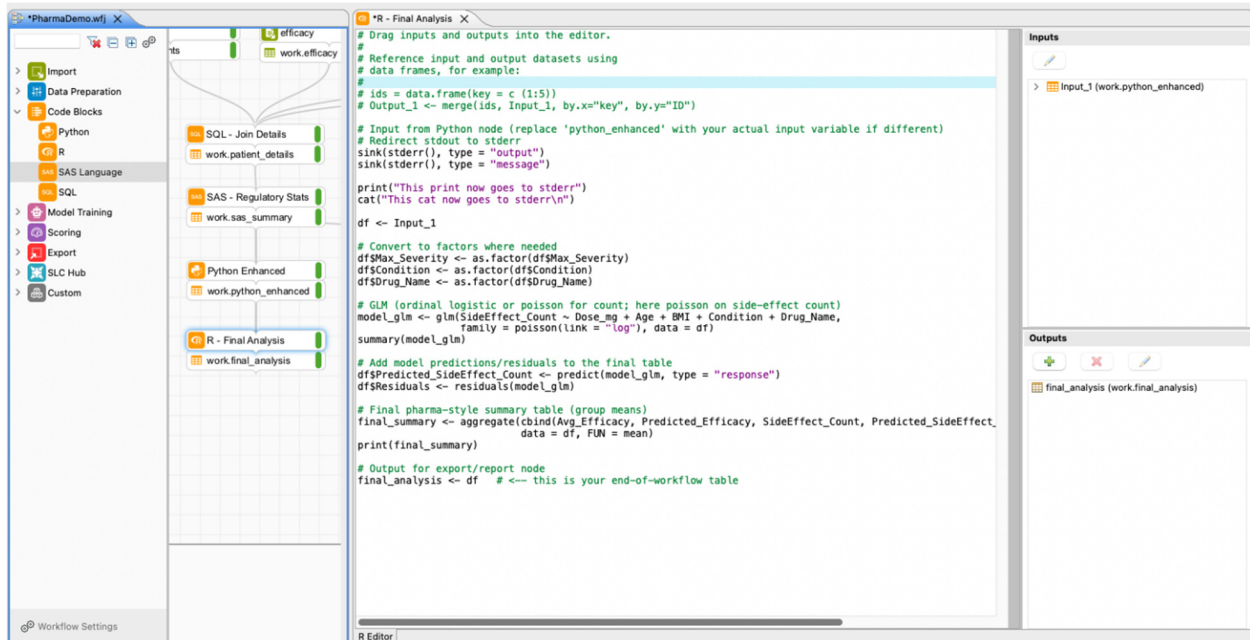 *PharmaDemo.wfj
Import
Data Preparation
Code Blocks
Python
R
SAS Language
SQL
Model Training
Scoring
Export
SLC Hub
Custom
Workflow Settings
efficacy
work.efficacy
nts
SQL - Join Details
work.patient_details
SAS - Regulatory Stats
work.sas_summary
Python Enhanced
work.python_enhanced
R - Final Analysis
work.final_analysis
*R - Final Analysis
# Drag inputs and outputs into the editor.
#
# Reference input and output datasets using
# data frames, for example:
#
# ids = data.frame(key = c (1:5))
# Output_1 <- merge(ids, Input_1, by.x="key", by.y="ID")
# Input from Python node (replace 'python_enhanced' with your actual input variable if different)
# Redirect stdout to stderr
sink(stderr(), type = "output")
sink(stderr(), type = "message")
print("This print now goes to stderr")
cat("This cat now goes to stderr\n")
df <- Input_1
# Convert to factors where needed
df$Max_Severity <- as.factor(df$Max_Severity)
df$Condition <- as.factor(df$Condition)
df$Drug_Name <- as.factor(df$Drug_Name)
# GLM (ordinal logistic or poisson for count; here poisson on side-effect count)
model_glm <- glm(SideEffect_Count ~ Dose_mg + Age + BMI + Condition + Drug_Name,
family = poisson(link = "log"), data = df)
summary(model_glm)
# Add model predictions/residuals to the final table
df$Predicted_SideEffect_Count <- predict(model_glm, type = "response")
df$Residuals <- residuals(model_glm)
# Final pharma-style summary table (group means)
final_summary <- aggregate(cbind(Avg_Efficacy, Predicted_Efficacy, SideEffect_Count, Predicted_SideEffect_
data = df, FUN = mean)
print(final_summary)
# Output for export/report node
final_analysis <- df # <-- this is your end-of-workflow table
R Editor
Inputs
Input_1 (work.python_enhanced)
Outputs
final_analysis (work.final_analysis)